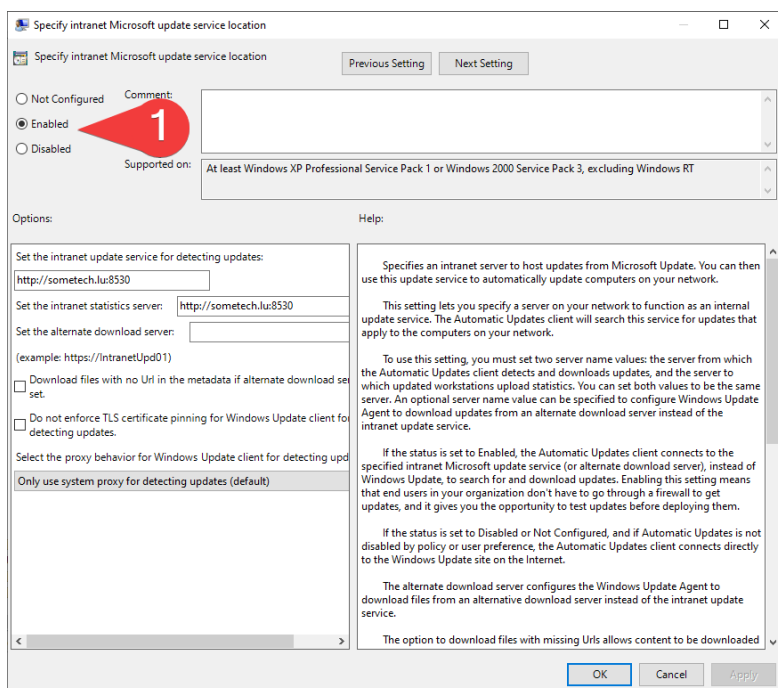 Specify intranet Microsoft update service location
Specify intranet Microsoft update service location
Previous Setting
Next Setting
Not Configured
Comment:
Enabled
1
Disabled
Supported on:
At least Windows XP Professional Service Pack 1 or Windows 2000 Service Pack 3, excluding Windows RT
Options:
Help:
Set the intranet update service for detecting updates:
http://sometech.lu:8530
Set the intranet statistics server:
http://sometech.lu:8530
Set the alternate download server:
(example: https://IntranetUpd01)
Download files with no Url in the metadata if alternate download ser
set.
Do not enforce TLS certificate pinning for Windows Update client fo
detecting updates.
Select the proxy behavior for Windows Update client for detecting upd
Only use system proxy for detecting updates (default)
Specifies an intranet server to host updates from Microsoft Update. You can then
use this update service to automatically update computers on your network.
This setting lets you specify a server on your network to function as an internal
update service. The Automatic Updates client will search this service for updates that
apply to the computers on your network.
To use this setting, you must set two server name values: the server from which
the Automatic Updates client detects and downloads updates, and the server to
which updated workstations upload statistics. You can set both values to be the same
server. An optional server name value can be specified to configure Windows Update
Agent to download updates from an alternate download server instead of the
intranet update service.
If the status is set to Enabled, the Automatic Updates client connects to the
specified intranet Microsoft update service (or alternate download server), instead of
Windows Update, to search for and download updates. Enabling this setting means
that end users in your organization don't have to go through a firewall to get
updates, and it gives you the opportunity to test updates before deploying them.
If the status is set to Disabled or Not Configured, and if Automatic Updates is not
disabled by policy or user preference, the Automatic Updates client connects directly
to the Windows Update site on the Internet.
The alternate download server configures the Windows Update Agent to
download files from an alternative download server instead of the intranet update
service.
The option to download files with missing Urls allows content to be downloaded
OK
Cancel
Apply